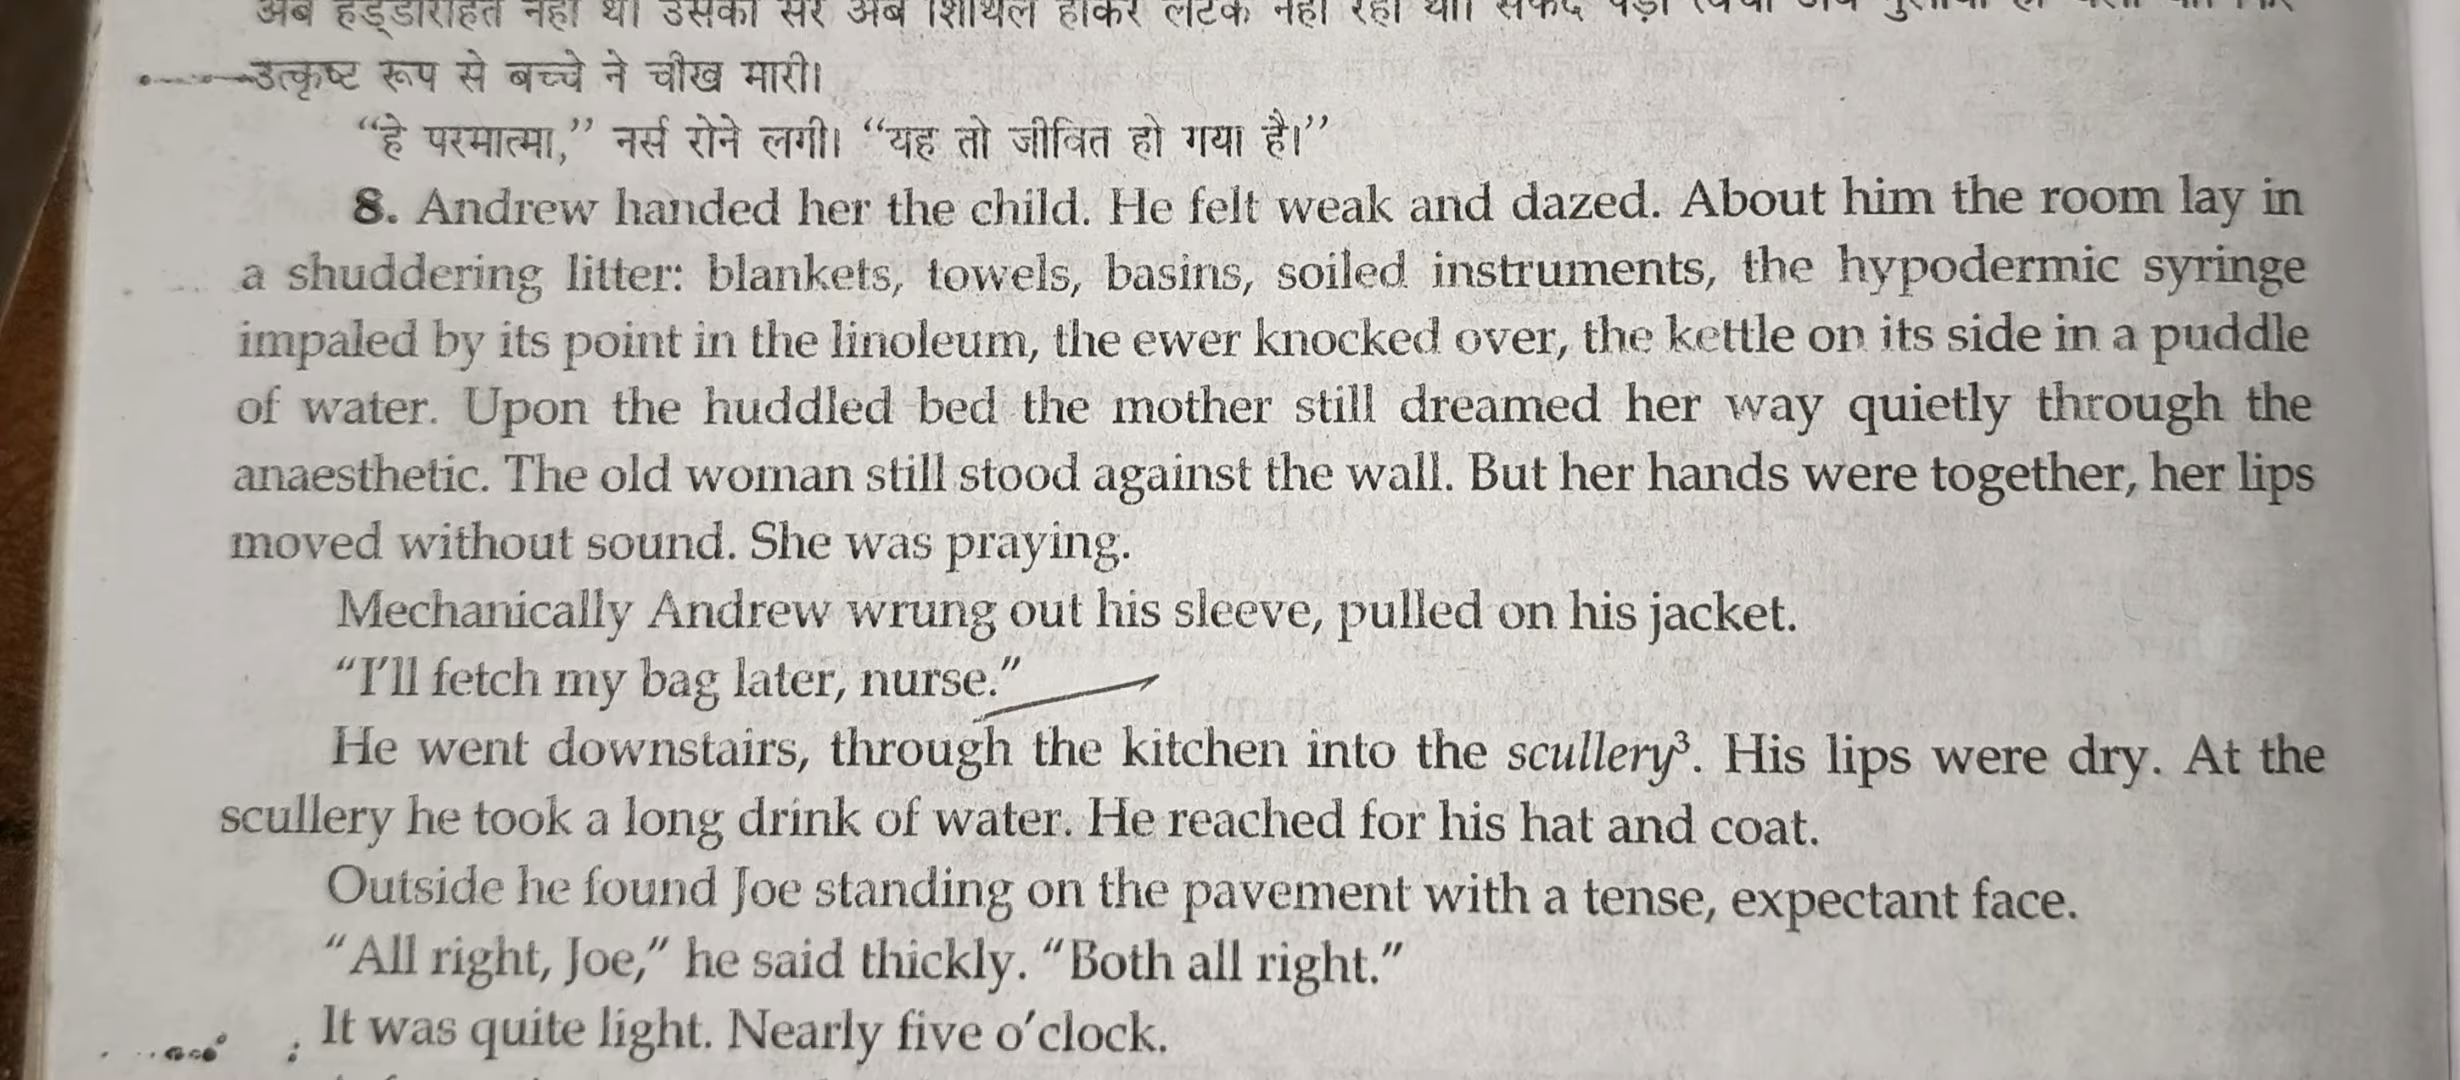 अब हड्डीरहित नहीं था। उसका सर अब शिथिल होकर लटक नहीं रहा था। सफेद पड़ी त्वचा अब गुलाबी हो
उत्कृष्ट रूप से बच्चे ने चीख मारी।
“हे परमात्मा,” नर्स रोने लगी। “यह तो जीवित हो गया है।”
8. Andrew handed her the child. He felt weak and dazed. About him the room lay in
a shuddering litter: blankets, towels, basins, soiled instruments, the hypodermic syringe
impaled by its point in the linoleum, the ewer knocked over, the kettle on its side in a puddle
of water. Upon the huddled bed the mother still dreamed her way quietly through the
anaesthetic. The old woman still stood against the wall. But her hands were together, her lips
moved without sound. She was praying.
Mechanically Andrew wrung out his sleeve, pulled on his jacket.
“I’ll fetch my bag later, nurse.”
He went downstairs, through the kitchen into the scullery³. His lips were dry. At the
scullery he took a long drink of water. He reached for his hat and coat.
Outside he found Joe standing on the pavement with a tense, expectant face.
“All right, Joe,” he said thickly. “Both all right.”
It was quite light. Nearly five o’clock.